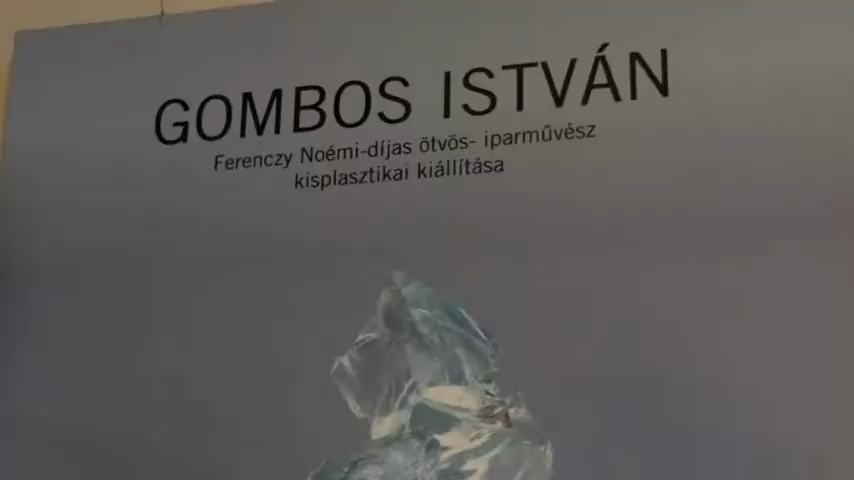 GOMBOS ISTVÁN
Ferenczy Noémi-díjas ötvös- iparművész
kisplasztikai kiállítása